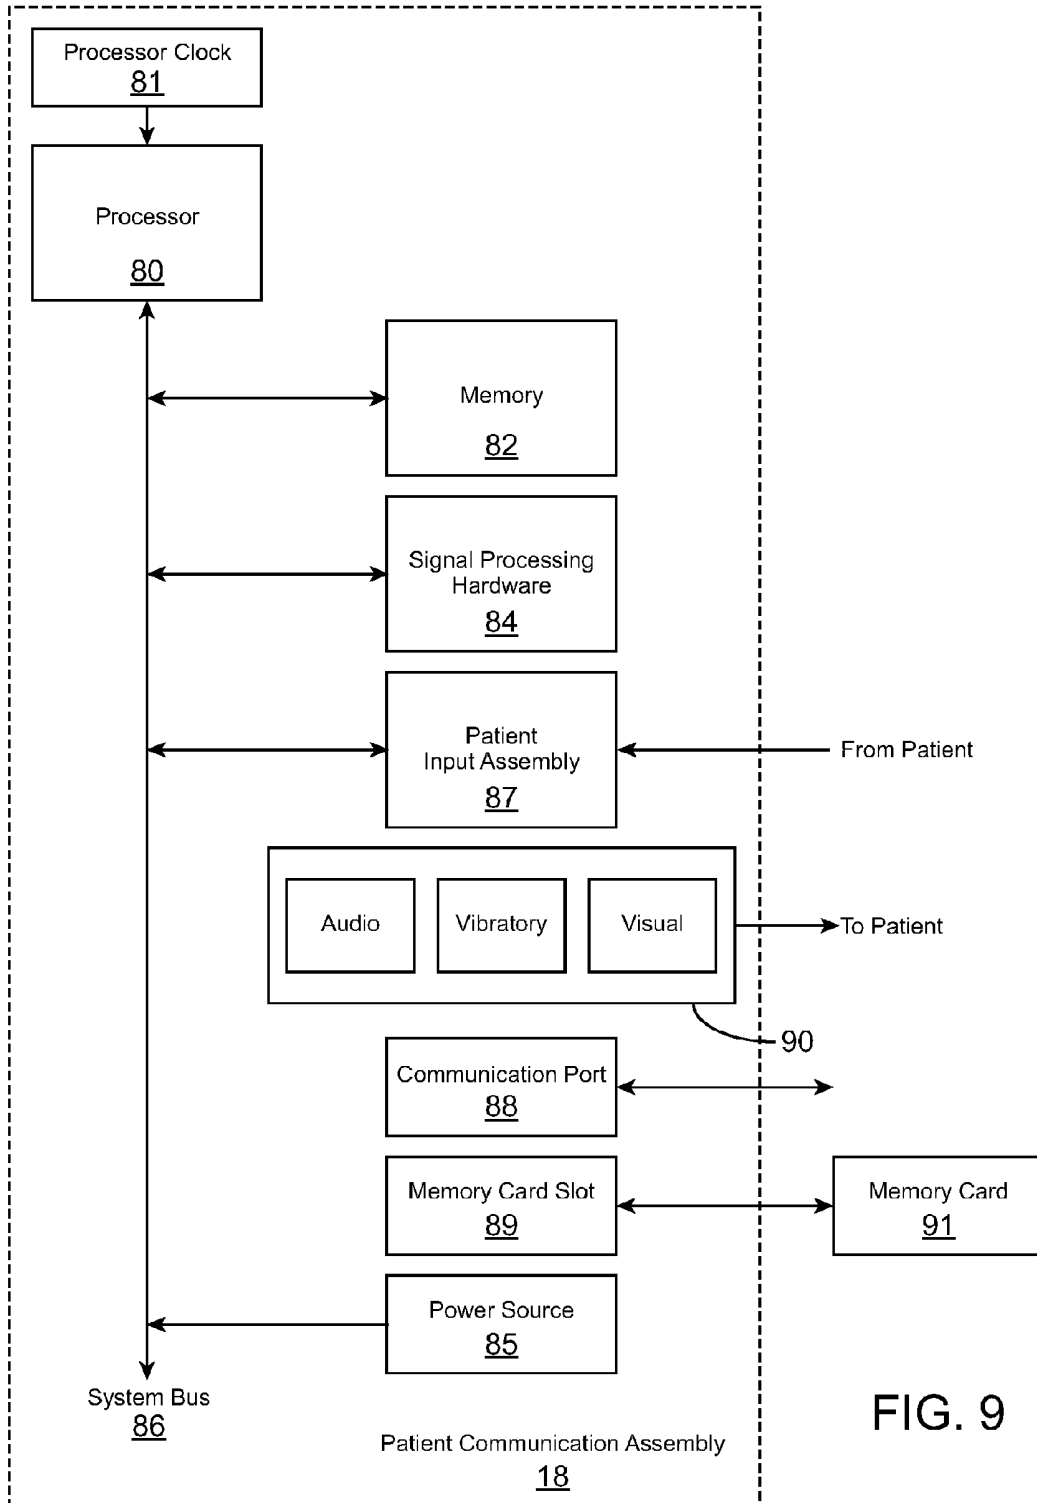 Processor Clock
81
Processor
80
Memory
82
Signal Processing
Hardware
84
Patient
Input Assembly
87
From Patient
Audio
Vibratory
Visual
To Patient
90
Communication Port
88
Memory Card Slot
89
Memory Card
91
Power Source
85
System Bus
86
FIG. 9
Patient Communication Assembly
18